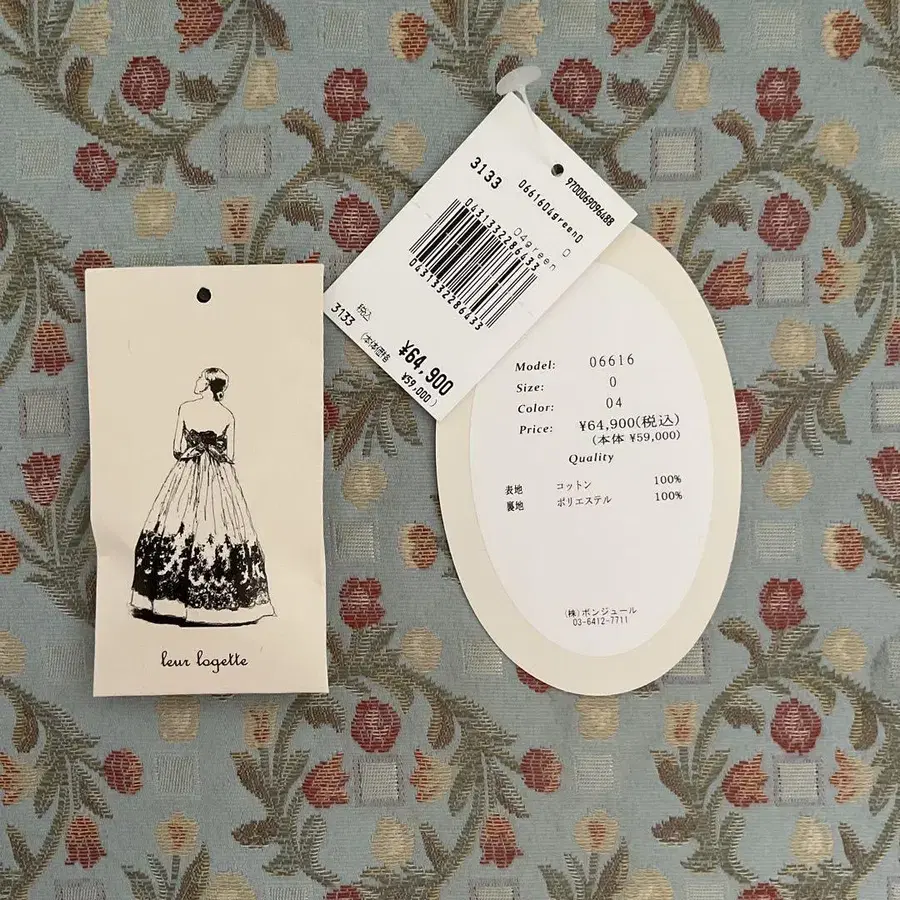 leur logette
3133
0661604green0
9700069096488
04green 0
0431332286433
0431332286433
3133
税込
¥64,900
(本体価格
¥59,000)
Model: 06616
Size: 0
Color: 04
Price: ¥64,900(税込)
(本体 ¥59,000)
Quality
表地 コットン 100%
裏地 ポリエステル 100%
(株)ボンジュール
03-6412-7711